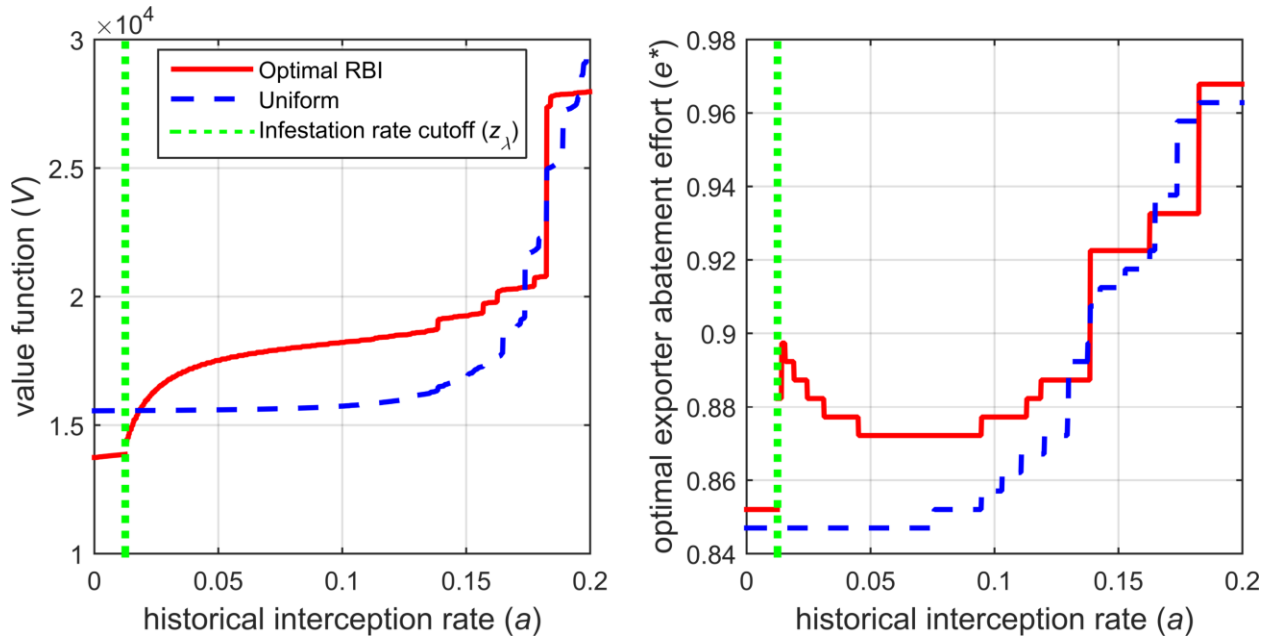 ×10⁴
3
2.5
2
1.5
1
value function (V)
Optimal RBI
Uniform
Infestation rate cutoff (z_λ)
0 0.05 0.1 0.15 0.2
historical interception rate (a)
0.98
0.96
0.94
0.92
0.9
0.88
0.86
0.84
optimal exporter abatement effort (e*)
0 0.05 0.1 0.15 0.2
historical interception rate (a)